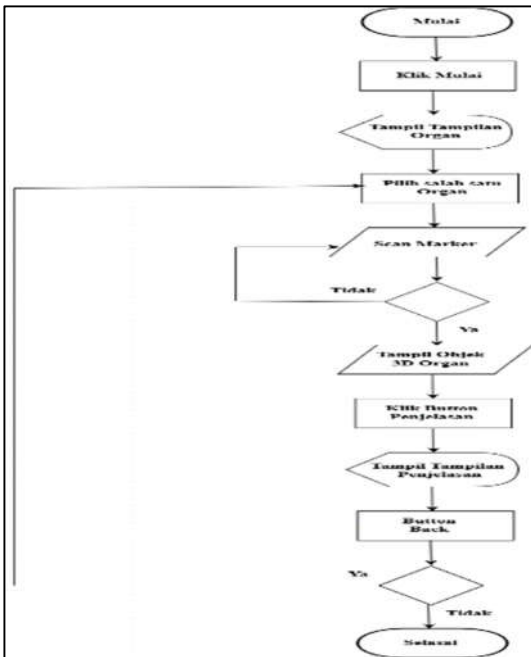 Mulai
Klik Mulai
Tampil Tampilan
Organ
Pilih salah satu
Organ
Scan Marker
Tidak
Ya
Tampil Objek
3D Organ
Klik Button
Penjelasan
Tampil Tampilan
Penjelasan
Button
Back
Ya
Tidak
Selesai